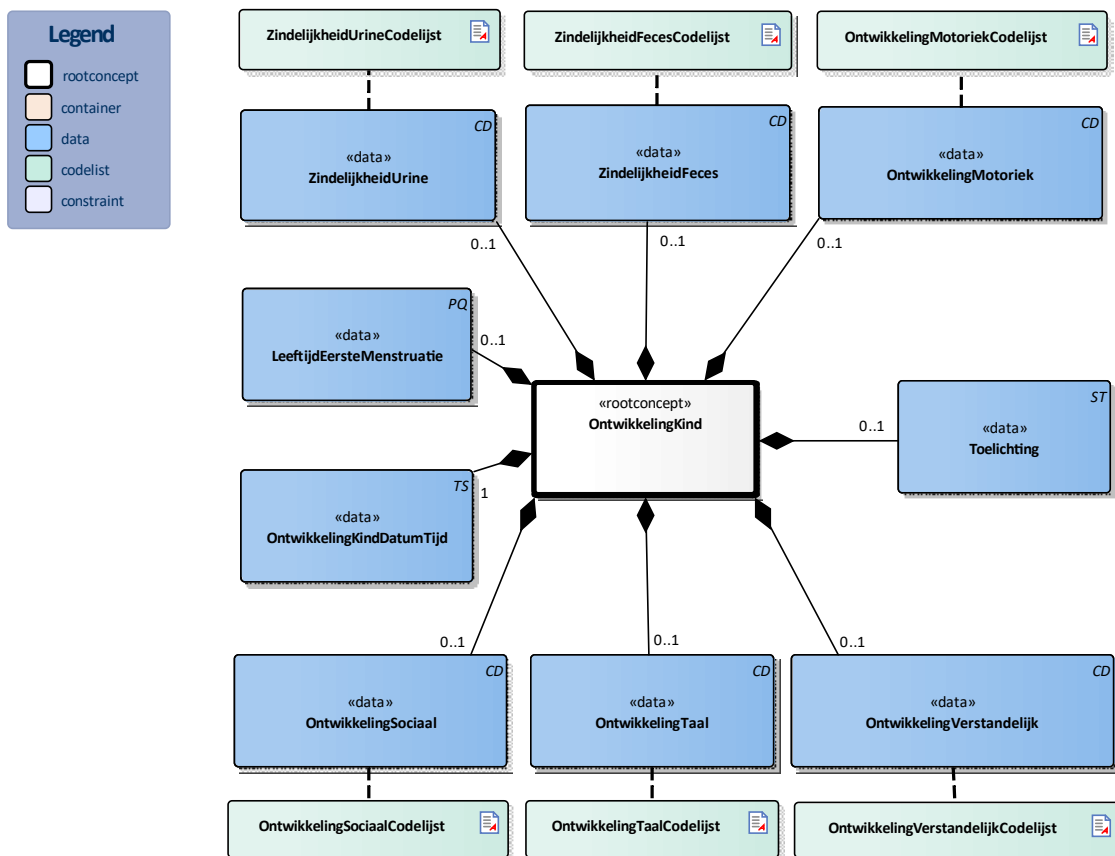 Legend
rootconcept
container
data
codelist
constraint
ZindelijkheidUrineCodelijst
ZindelijkheidFecesCodelijst
OntwikkelingMotoriekCodelijst
CD
«data»
ZindelijkheidUrine
CD
«data»
ZindelijkheidFeces
CD
«data»
OntwikkelingMotoriek
0..1
0..1
0..1
PQ
«data»
LeeftijdEersteMenstruatie
0..1
«rootconcept»
OntwikkelingKind
ST
«data»
Toelichting
0..1
TS
«data»
OntwikkelingKindDatumTijd
1
0..1
0..1
0..1
CD
«data»
OntwikkelingSociaal
CD
«data»
OntwikkelingTaal
CD
«data»
OntwikkelingVerstandelijk
OntwikkelingSociaalCodelijst
OntwikkelingTaalCodelijst
OntwikkelingVerstandelijkCodelijst